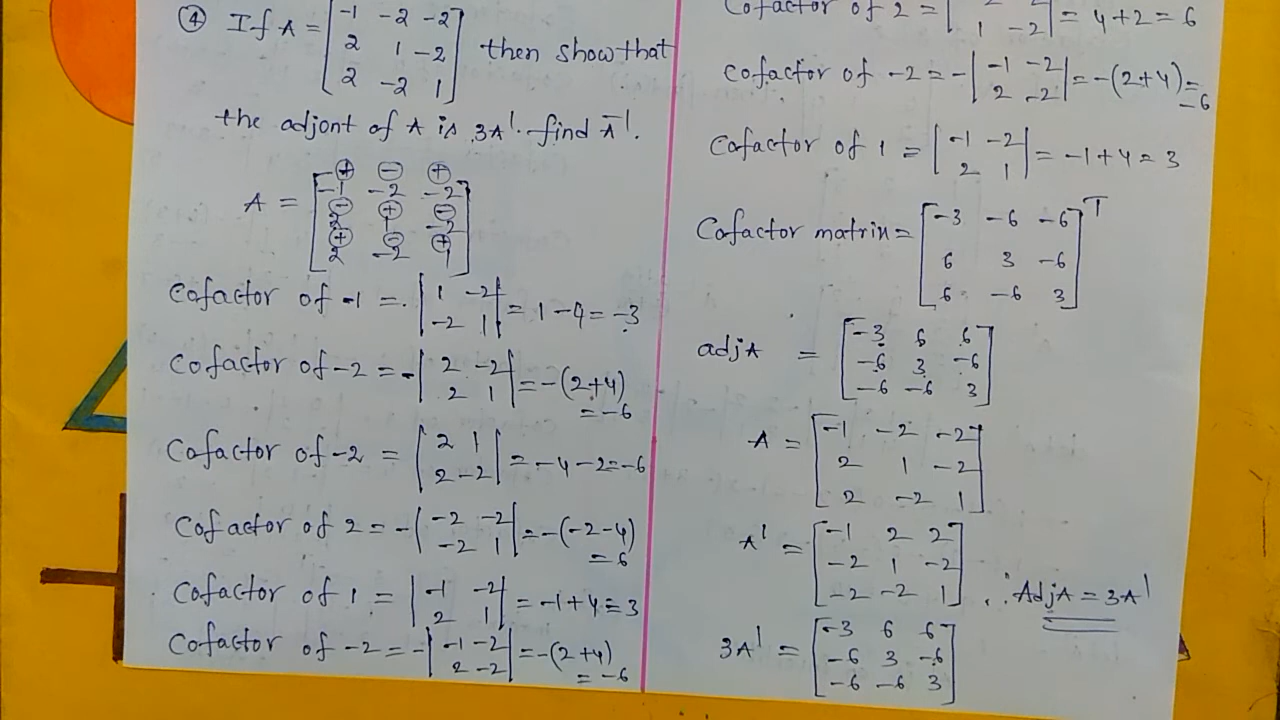 ④ If A = [-1 -2 -2
2 1 -2
2 -2 1] then show that
the adjont of A is 3A'. find A⁻¹.
A = [-1 -2 -2
2 1 -2
2 -2 1]
⊕ ⊖ ⊕
⊖ ⊕ ⊖
⊕ ⊖ ⊕
Cofactor of -1 = |1 -2
-2 1| = 1-4 = -3
Cofactor of -2 = -|2 -2
2 1| = -(2+4)
= -6
Cofactor of -2 = |2 1
2 -2| = -4-2 = -6
Cofactor of 2 = -|-2 -2
-2 1| = -(-2-4)
= 6
Cofactor of 1 = |-1 -2
2 1| = -1+4 = 3
Cofactor of -2 = -|-1 -2
2 -2| = -(2+4)
= -6
Cofactor of 2 = |
1 -2| = 4+2 = 6
Cofactor of -2 = -|-1 -2
2 -2| = -(2+4) =
-6
Cofactor of 1 = |-1 -2
2 1| = -1+4 = 3
Cofactor matrix = [-3 -6 -6
6 3 -6
6 -6 3]ᵀ
adjA = [-3 6 6
-6 3 -6
-6 -6 3]
A = [-1 -2 -2
2 1 -2
2 -2 1]
A' = [-1 2 2
-2 1 -2
-2 -2 1] ∴ AdjA = 3A'
3A' = [-3 6 6
-6 3 -6
-6 -6 3]